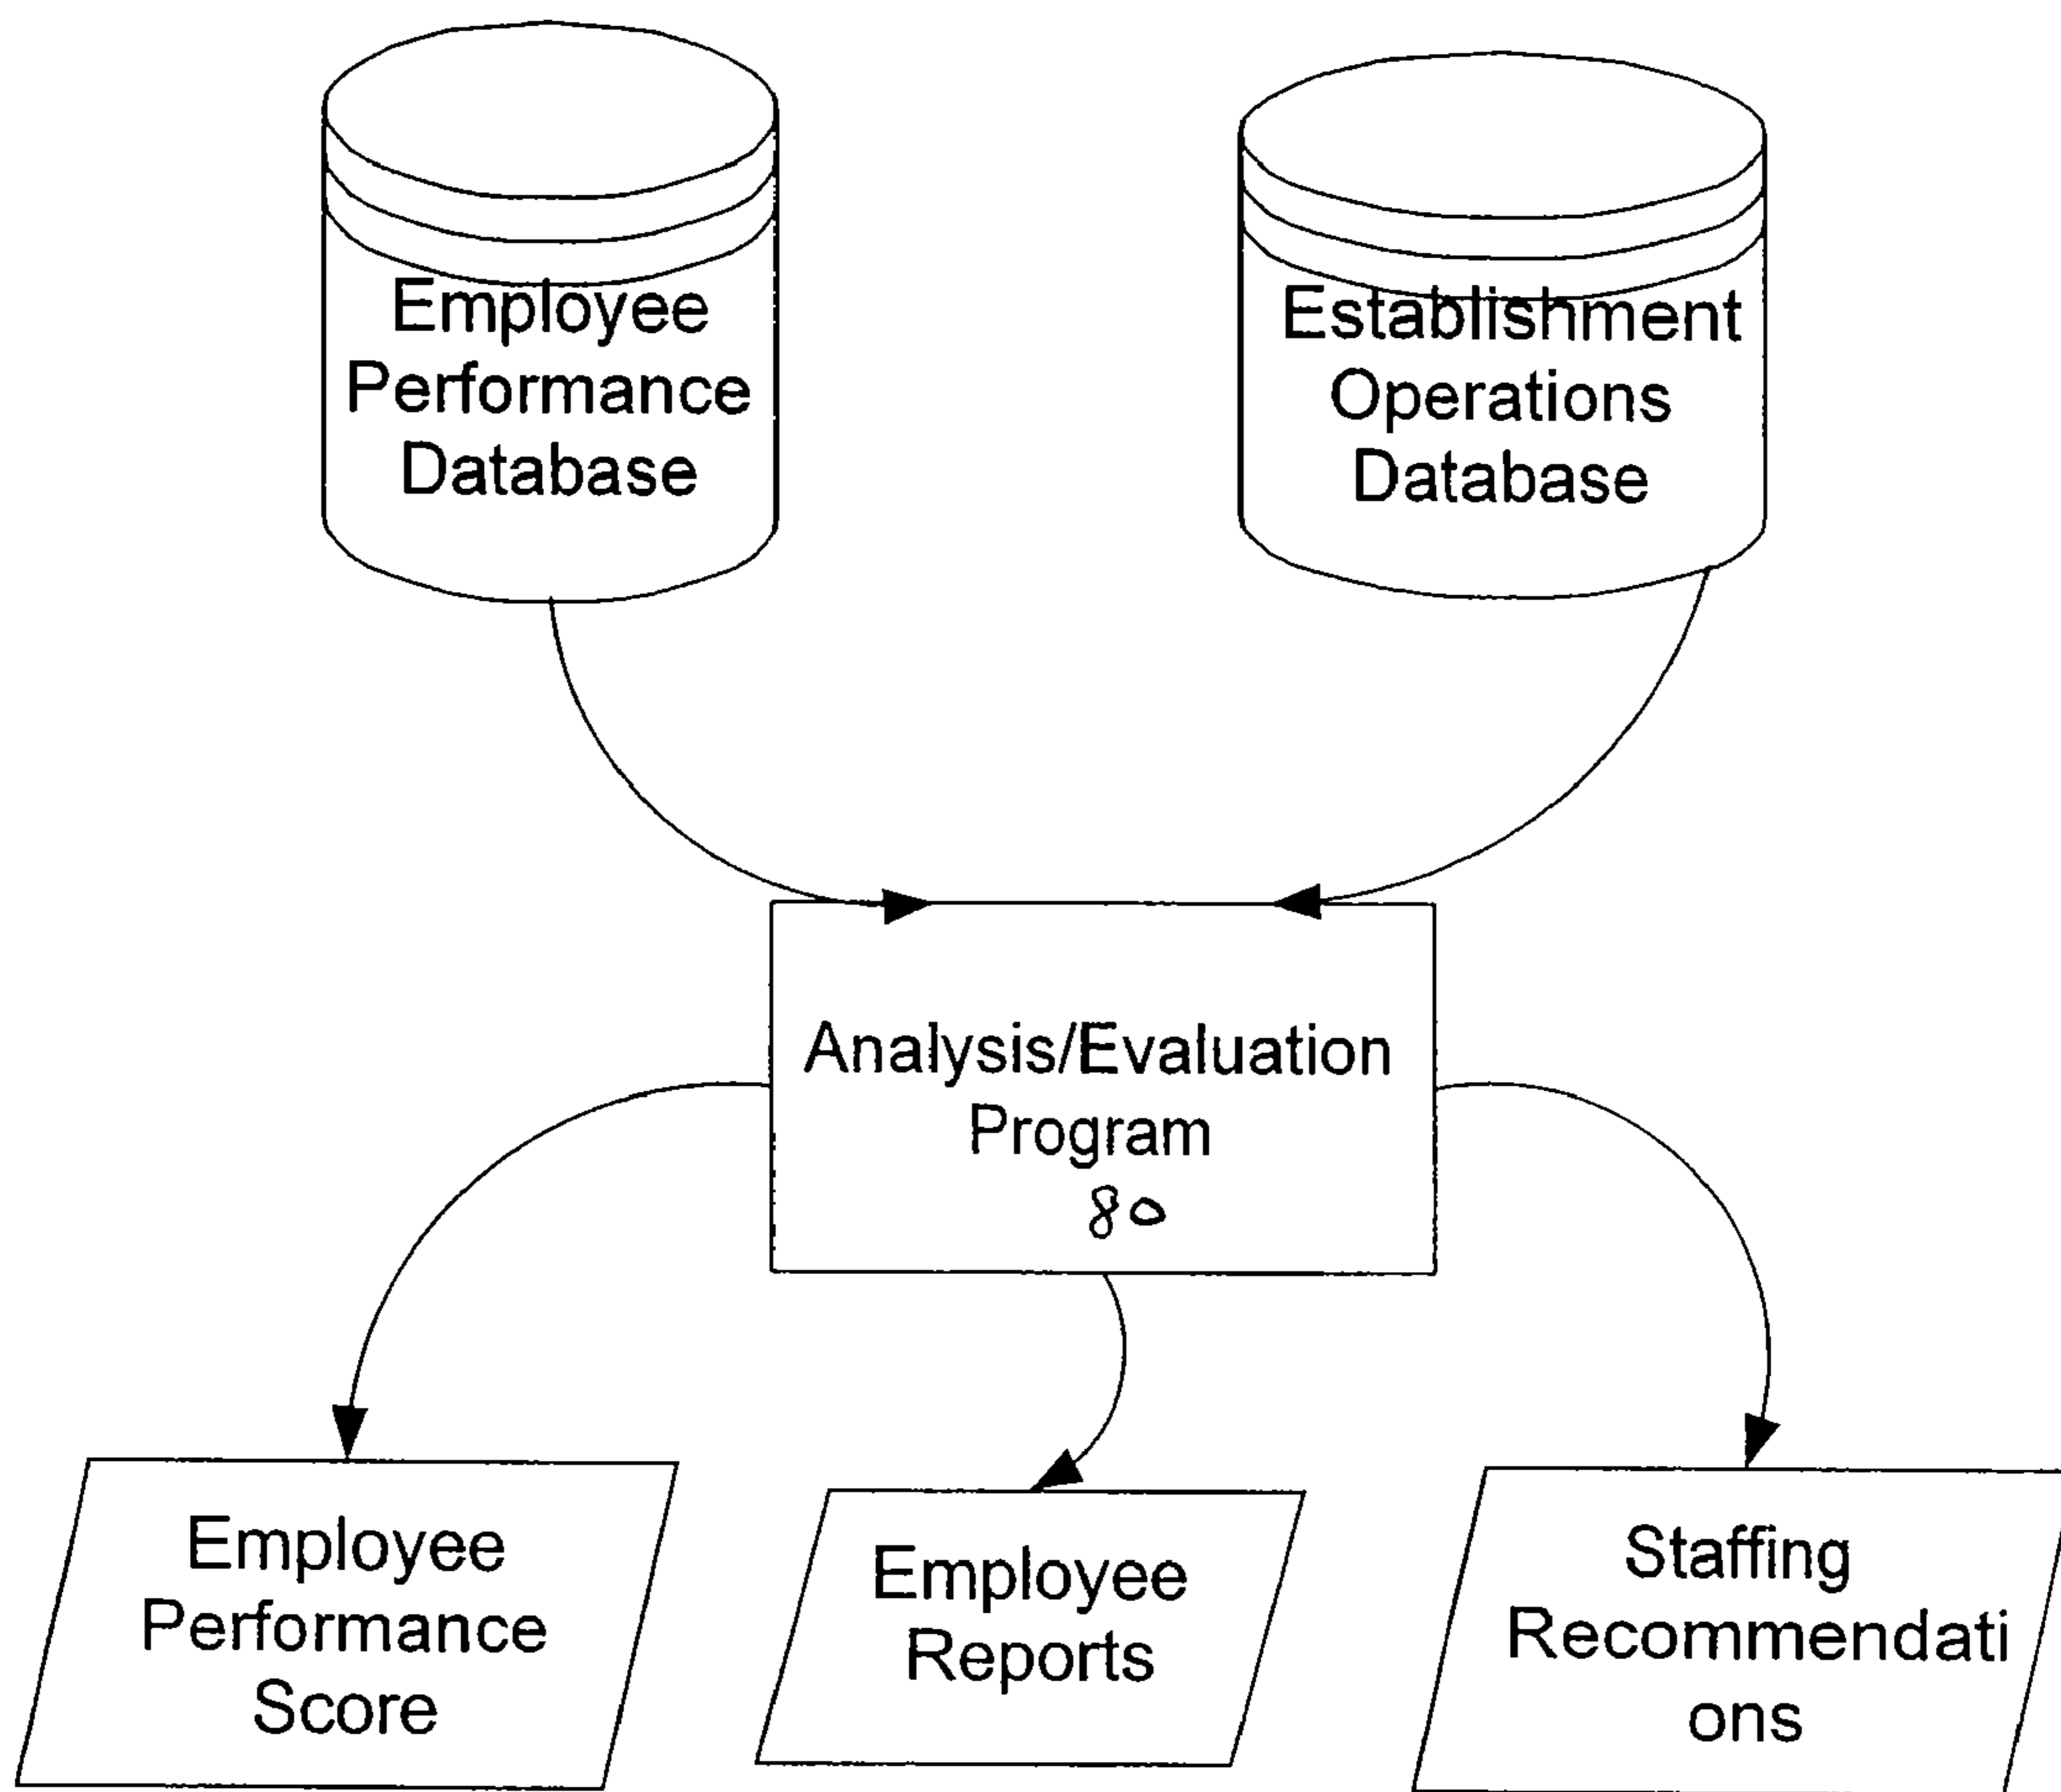 Employee
Performance
Database
Establishment
Operations
Database
Analysis/Evaluation
Program
80
Employee
Performance
Score
Employee
Reports
Staffing
Recommendati
ons